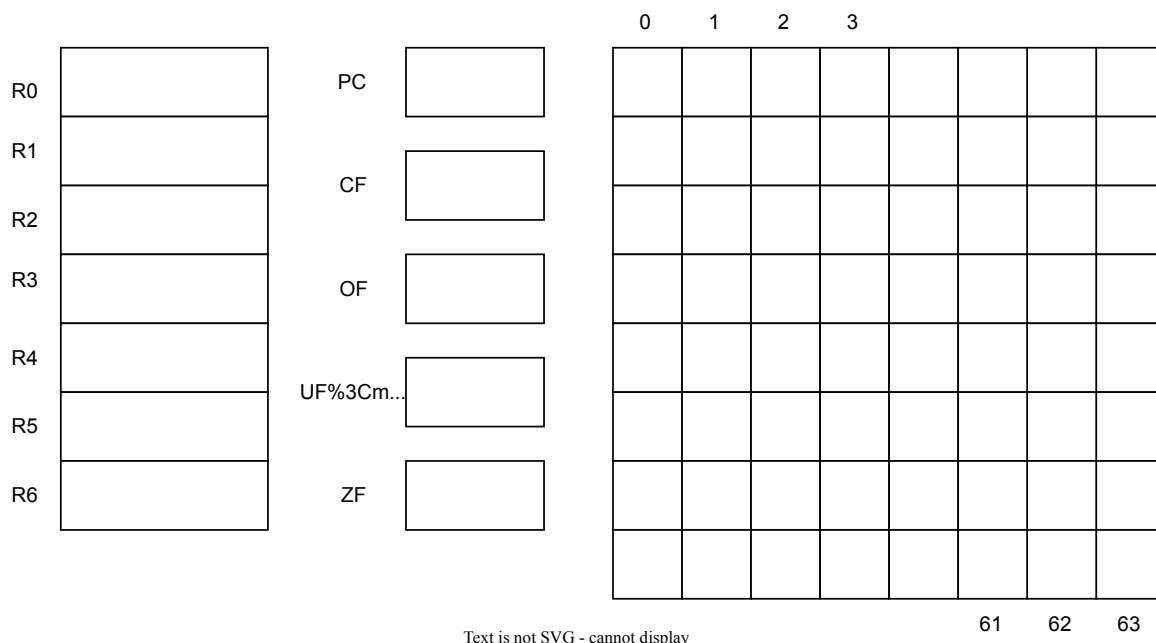 0 1 2 3
R0
R1
R2
R3
R4
R5
R6
PC
CF
OF
UF%3Cm...
ZF
61 62 63
Text is not SVG - cannot display